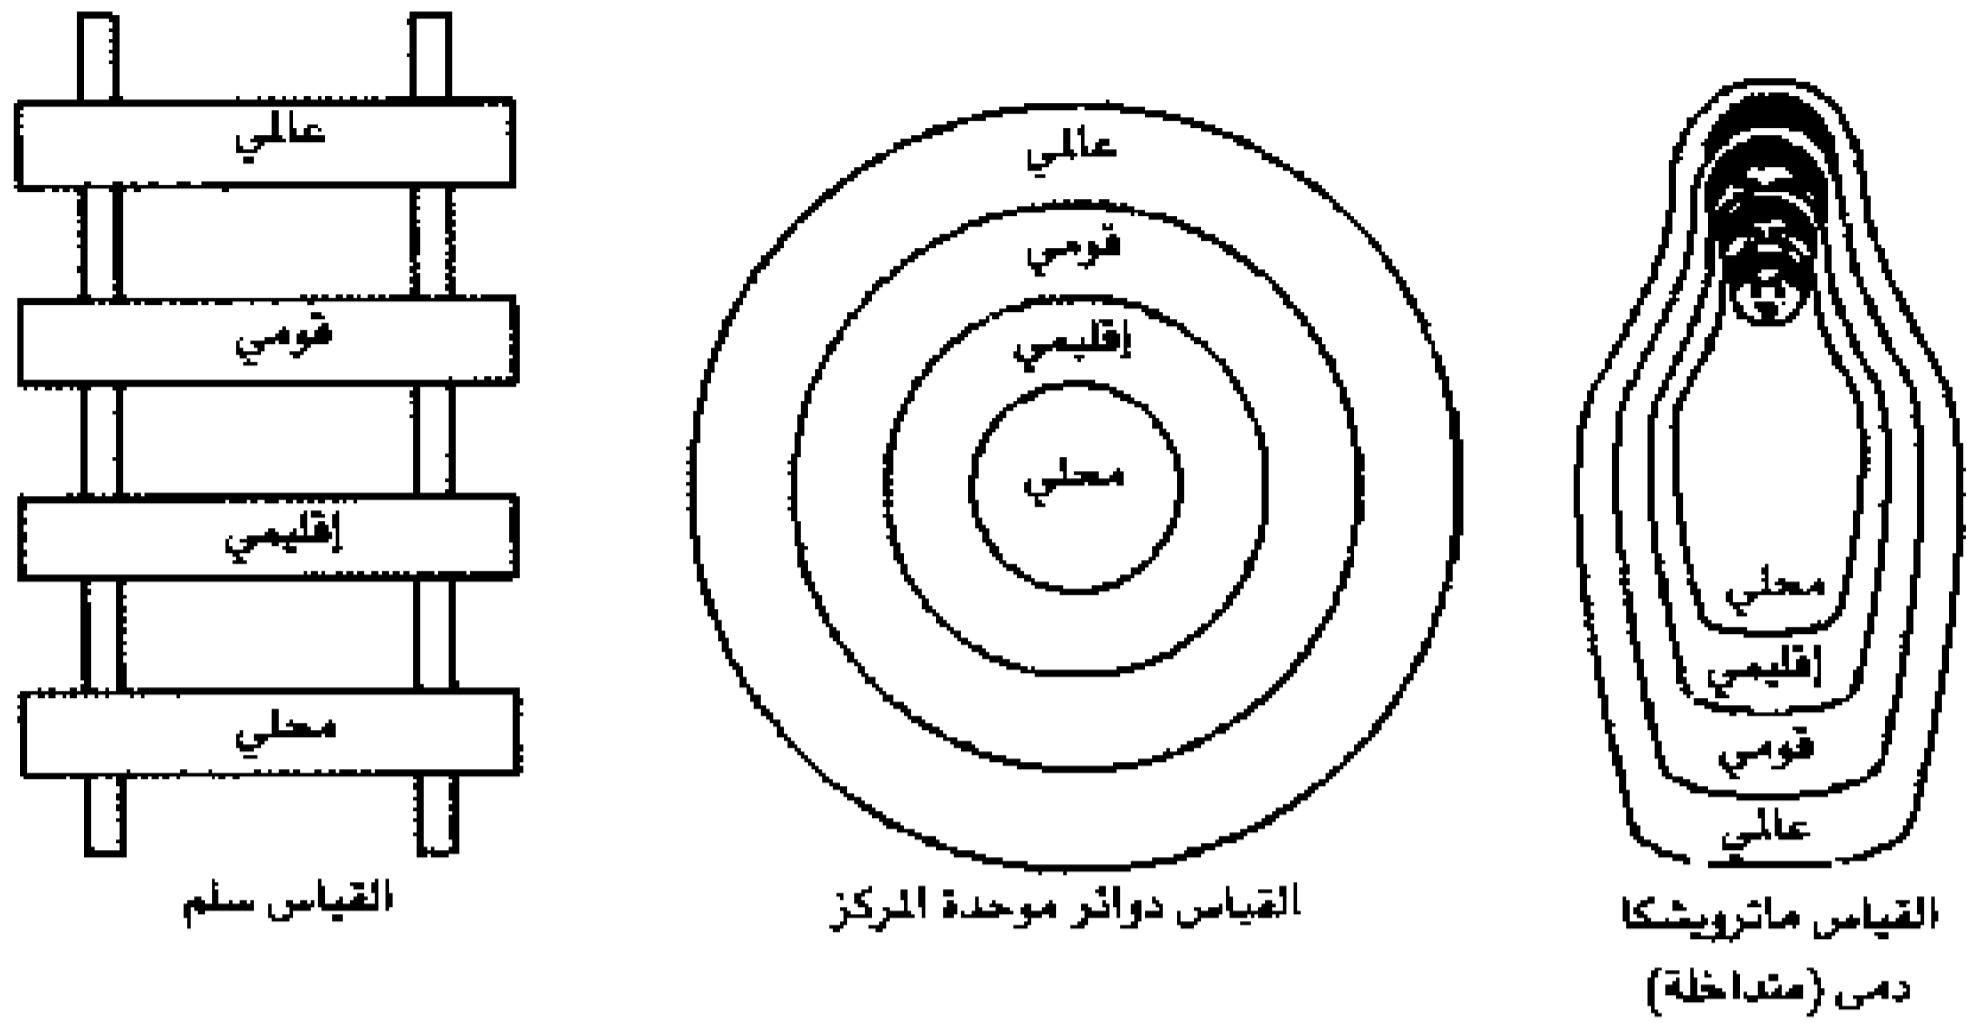 عالمي
قومي
إقليمي
محلي
القياس سلم
عالمي
قومي
إقليمي
محلي
القياس دوائر موحدة المركز
محلي
إقليمي
قومي
عالمي
القياس ماترويشكا
دمى (متداخلة)